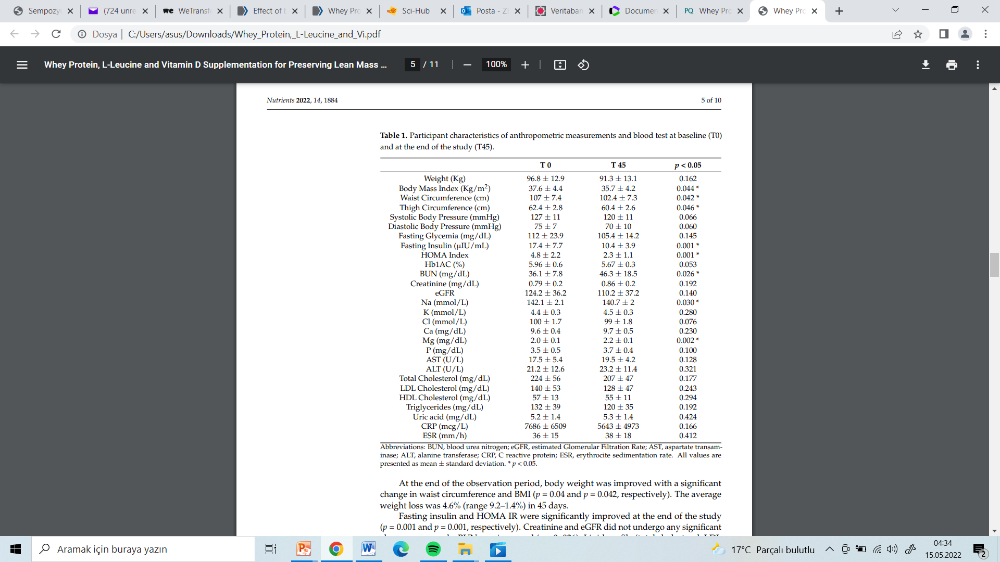 Sempozy
(724 unre
WeTransf
Effect of b
Whey Pro
Sci-Hub
Posta - Z
Veritaban
Documen
PQ Whey Pro
Whey Pro
Dosya C:/Users/asus/Downloads/Whey_Protein,_L-Leucine_and_Vi.pdf
Whey Protein, L-Leucine and Vitamin D Supplementation for Preserving Lean Mass ... 5 / 11 100%
Nutrients 2022, 14, 1884 5 of 10
Table 1. Participant characteristics of anthropometric measurements and blood test at baseline (T0)
and at the end of the study (T45).
T 0 T 45 p < 0.05
Weight (Kg) 96.8 ± 12.9 91.3 ± 13.1 0.162
Body Mass Index (Kg/m²) 37.6 ± 4.4 35.7 ± 4.2 0.044 *
Waist Circumference (cm) 107 ± 7.4 102.4 ± 7.3 0.042 *
Thigh Circumference (cm) 62.4 ± 2.8 60.4 ± 2.6 0.046 *
Systolic Body Pressure (mmHg) 127 ± 11 120 ± 11 0.066
Diastolic Body Pressure (mmHg) 75 ± 7 70 ± 10 0.060
Fasting Glycemia (mg/dL) 112 ± 23.9 105.4 ± 14.2 0.145
Fasting Insulin (μIU/mL) 17.4 ± 7.7 10.4 ± 3.9 0.001 *
HOMA Index 4.8 ± 2.2 2.3 ± 1.1 0.001 *
Hb1AC (%) 5.96 ± 0.6 5.67 ± 0.3 0.053
BUN (mg/dL) 36.1 ± 7.8 46.3 ± 18.5 0.026 *
Creatinine (mg/dL) 0.79 ± 0.2 0.86 ± 0.2 0.192
eGFR 124.2 ± 36.2 110.2 ± 37.2 0.140
Na (mmol/L) 142.1 ± 2.1 140.7 ± 2 0.030 *
K (mmol/L) 4.4 ± 0.3 4.5 ± 0.3 0.280
Cl (mmol/L) 100 ± 1.7 99 ± 1.8 0.076
Ca (mg/dL) 9.6 ± 0.4 9.7 ± 0.5 0.230
Mg (mg/dL) 2.0 ± 0.1 2.2 ± 0.1 0.002 *
P (mg/dL) 3.5 ± 0.5 3.7 ± 0.4 0.100
AST (U/L) 17.5 ± 5.4 19.5 ± 4.2 0.128
ALT (U/L) 21.2 ± 12.6 23.2 ± 11.4 0.321
Total Cholesterol (mg/dL) 224 ± 56 207 ± 47 0.177
LDL Cholesterol (mg/dL) 140 ± 53 128 ± 47 0.243
HDL Cholesterol (mg/dL) 57 ± 13 55 ± 11 0.294
Triglycerides (mg/dL) 132 ± 39 120 ± 35 0.192
Uric acid (mg/dL) 5.2 ± 1.4 5.3 ± 1.4 0.424
CRP (mcg/L) 7686 ± 6509 5643 ± 4973 0.166
ESR (mm/h) 36 ± 15 38 ± 18 0.412
Abbreviations: BUN, blood urea nitrogen; eGFR, estimated Glomerular Filtration Rate; AST, aspartate transam-
inase; ALT, alanine transferase; CRP, C reactive protein; ESR, erythrocite sedimentation rate. All values are
presented as mean ± standard deviation. * p < 0.05.
At the end of the observation period, body weight was improved with a significant
change in waist circumference and BMI (p = 0.04 and p = 0.042, respectively). The average
weight loss was 4.6% (range 9.2–1.4%) in 45 days.
Fasting insulin and HOMA IR were significantly improved at the end of the study
(p = 0.001 and p = 0.001, respectively). Creatinine and eGFR did not undergo any significant
Aramak için buraya yazın
17°C Parçalı bulutlu
04:34
15.05.2022
2